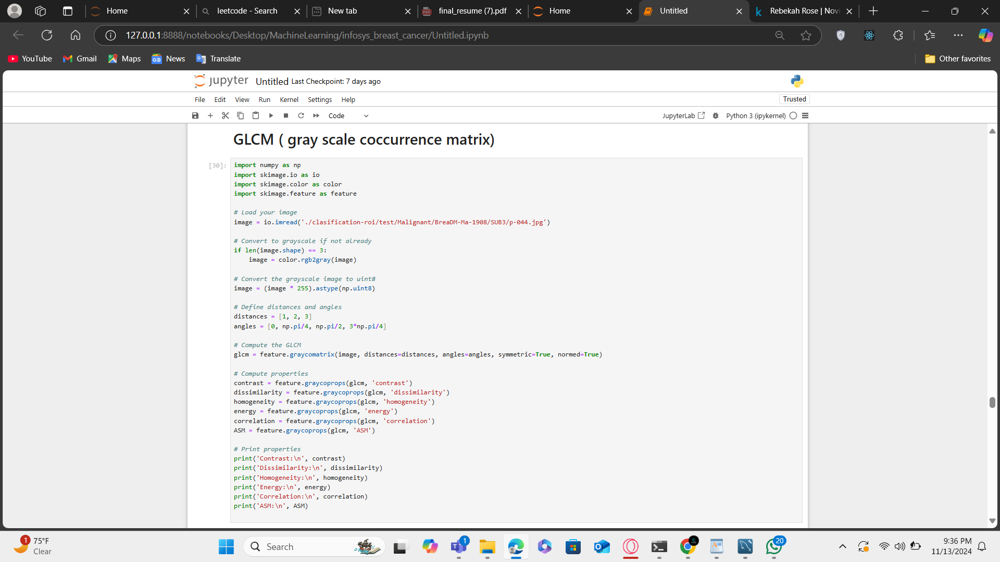 Home
leetcode - Search
New tab
final_resume (7).pdf
Home
Untitled
Rebekah Rose | Novi
127.0.0.1:8888/notebooks/Desktop/MachineLearning/infosys_breast_cancer/Untitled.ipynb
YouTube Gmail Maps News Translate Other favorites
jupyter Untitled Last Checkpoint: 7 days ago
File Edit View Run Kernel Settings Help Trusted
Code JupyterLab Python 3 (ipykernel)
GLCM ( gray scale coccurrence matrix)
[30]:
import numpy as np
import skimage.io as io
import skimage.color as color
import skimage.feature as feature
# Load your image
image = io.imread('./clasification-roi/test/Malignant/BreaDM-Ma-1908/SUB3/p-044.jpg')
# Convert to grayscale if not already
if len(image.shape) == 3:
    image = color.rgb2gray(image)
# Convert the grayscale image to uint8
image = (image * 255).astype(np.uint8)
# Define distances and angles
distances = [1, 2, 3]
angles = [0, np.pi/4, np.pi/2, 3*np.pi/4]
# Compute the GLCM
glcm = feature.graycomatrix(image, distances=distances, angles=angles, symmetric=True, normed=True)
# Compute properties
contrast = feature.graycoprops(glcm, 'contrast')
dissimilarity = feature.graycoprops(glcm, 'dissimilarity')
homogeneity = feature.graycoprops(glcm, 'homogeneity')
energy = feature.graycoprops(glcm, 'energy')
correlation = feature.graycoprops(glcm, 'correlation')
ASM = feature.graycoprops(glcm, 'ASM')
# Print properties
print('Contrast:\n', contrast)
print('Dissimilarity:\n', dissimilarity)
print('Homogeneity:\n', homogeneity)
print('Energy:\n', energy)
print('Correlation:\n', correlation)
print('ASM:\n', ASM)
1
75°F
Clear
Search
1
20
9:36 PM
11/13/2024